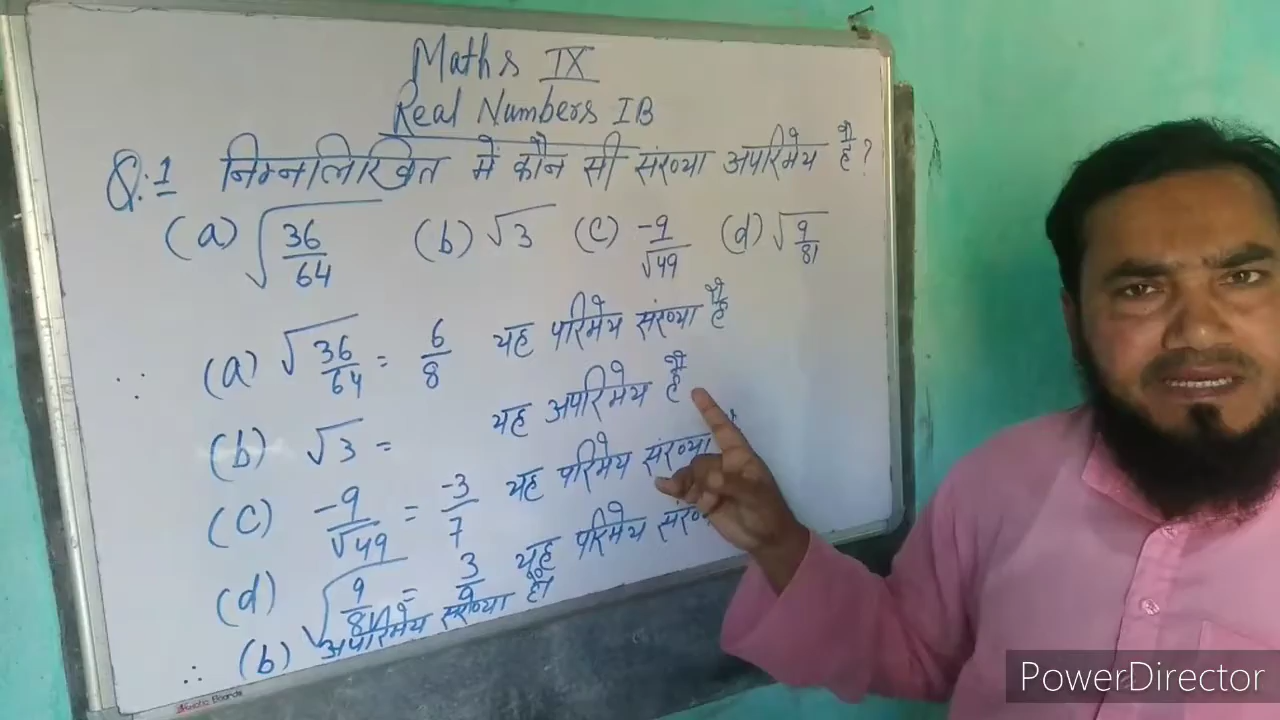 Maths IX
Real Numbers IB
Q:1 निम्नलिखित में कौन सी संख्या अपरिमेय है?
(a) √36/64 (b) √3 (c) -9/√49 (d) √9/81
∴ (a) √36/64 = 6/8 यह परिमेय संख्या है
(b) √3 = यह अपरिमेय है
(c) -9/√49 = -3/7 यह परिमेय संख्या
(d) √9/81 = 3/9 यह परिमेय
∴ (b) अपरिमेय संख्या है।
PowerDirector